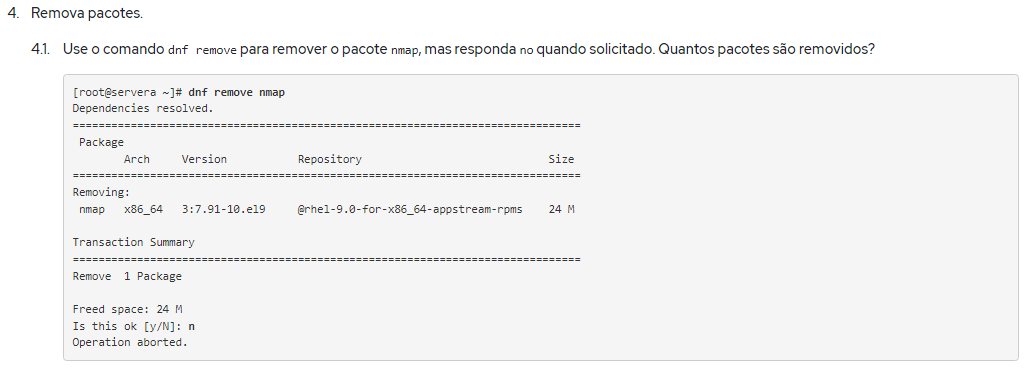 4. Remova pacotes.
4.1. Use o comando dnf remove para remover o pacote nmap, mas responda no quando solicitado. Quantos pacotes são removidos?
[root@servera ~]# dnf remove nmap
Dependencies resolved.
================================================================================
Package
Arch Version Repository Size
================================================================================
Removing:
nmap x86_64 3:7.91-10.el9 @rhel-9.0-for-x86_64-appstream-rpms 24 M
Transaction Summary
================================================================================
Remove 1 Package
Freed space: 24 M
Is this ok [y/N]: n
Operation aborted.